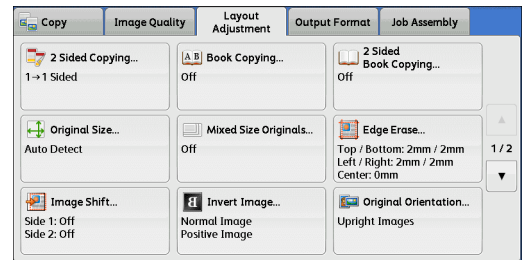 Copy
Image Quality
Layout
Adjustment
Output Format
Job Assembly
2 Sided Copying...
1→1 Sided
A B Book Copying...
Off
2 Sided
Book Copying...
Off
Original Size...
Auto Detect
Mixed Size Originals...
Off
Edge Erase...
Top / Bottom: 2mm / 2mm
Left / Right: 2mm / 2mm
Center: 0mm
1 / 2
Image Shift...
Side 1: Off
Side 2: Off
B Invert Image...
Normal Image
Positive Image
Original Orientation...
Upright Images